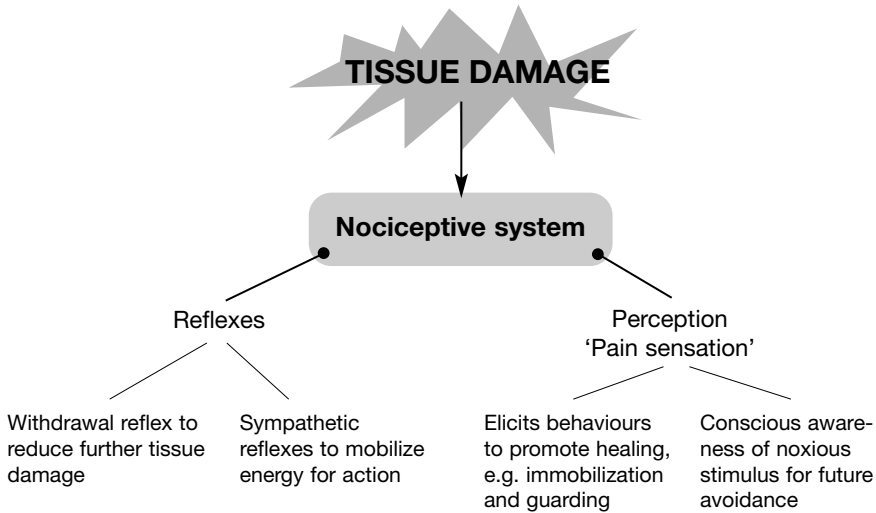 TISSUE DAMAGE
Nociceptive system
Reflexes
Perception
‘Pain sensation’
Withdrawal reflex to
reduce further tissue
damage
Sympathetic
reflexes to mobilize
energy for action
Elicits behaviours
to promote healing,
e.g. immobilization
and guarding
Conscious aware-
ness of noxious
stimulus for future
avoidance